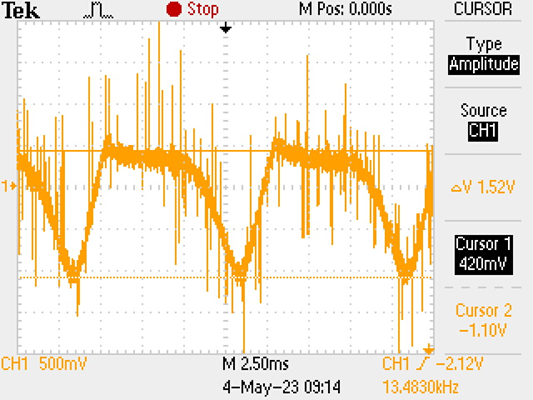 Tek Stop M Pos: 0.000s CURSOR
Type
Amplitude
Source
CH1
1
△V 1.52V
Cursor 1
420mV
Cursor 2
-1.10V
CH1 500mV M 2.50ms CH1 / -2.12V
4-May-23 09:14 13.4830kHz